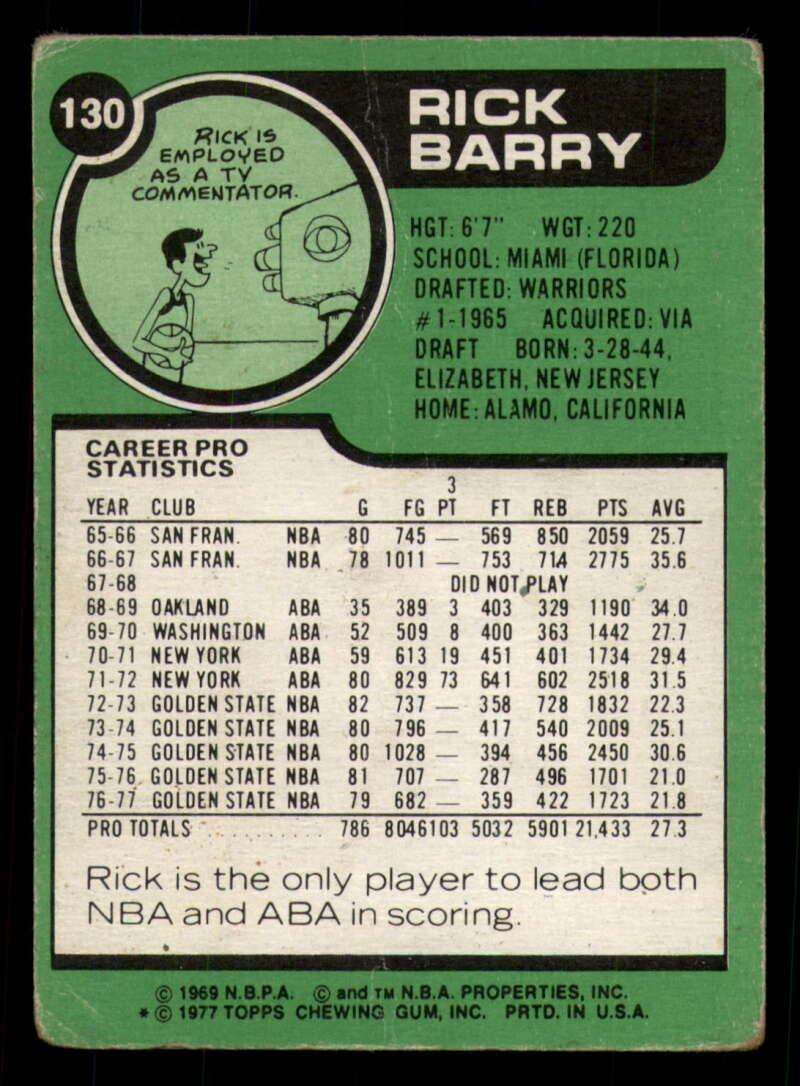 130
RICK IS
EMPLOYED
AS A TV
COMMENTATOR.
RICK
BARRY
HGT: 6'7" WGT: 220
SCHOOL: MIAMI (FLORIDA)
DRAFTED: WARRIORS
#1-1965 ACQUIRED: VIA
DRAFT BORN: 3-28-44,
ELIZABETH, NEW JERSEY
HOME: ALAMO, CALIFORNIA
CAREER PRO
STATISTICS
3
YEAR CLUB G FG PT FT REB PTS AVG
65-66 SAN FRAN. NBA 80 745 — 569 850 2059 25.7
66-67 SAN FRAN. NBA 78 1011 — 753 714 2775 35.6
67-68 DID NOT PLAY
68-69 OAKLAND ABA 35 389 3 403 329 1190 34.0
69-70 WASHINGTON ABA 52 509 8 400 363 1442 27.7
70-71 NEW YORK ABA 59 613 19 451 401 1734 29.4
71-72 NEW YORK ABA 80 829 73 641 602 2518 31.5
72-73 GOLDEN STATE NBA 82 737 — 358 728 1832 22.3
73-74 GOLDEN STATE NBA 80 796 — 417 540 2009 25.1
74-75 GOLDEN STATE NBA 80 1028 — 394 456 2450 30.6
75-76 GOLDEN STATE NBA 81 707 — 287 496 1701 21.0
76-77 GOLDEN STATE NBA 79 682 — 359 422 1723 21.8
PRO TOTALS .......... 786 8046 103 5032 5901 21,433 27.3
Rick is the only player to lead both
NBA and ABA in scoring.
© 1969 N.B.P.A. © and TM N.B.A. PROPERTIES, INC.
* © 1977 TOPPS CHEWING GUM, INC. PRTD. IN U.S.A.